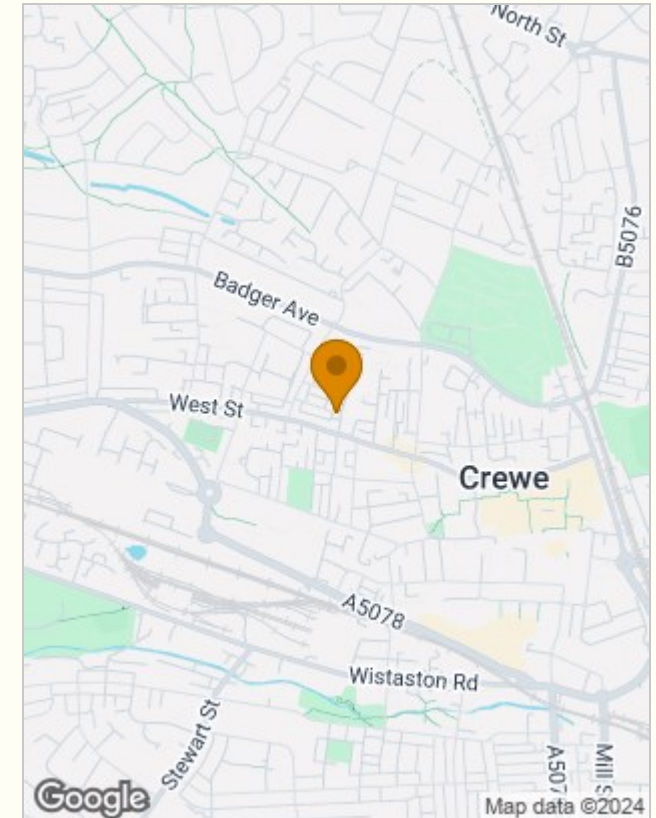 North St
B5076
Badger Ave
West St
Crewe
A5078
Wistaston Rd
Stewart St
A507
Mill S
Google
Map data ©2024